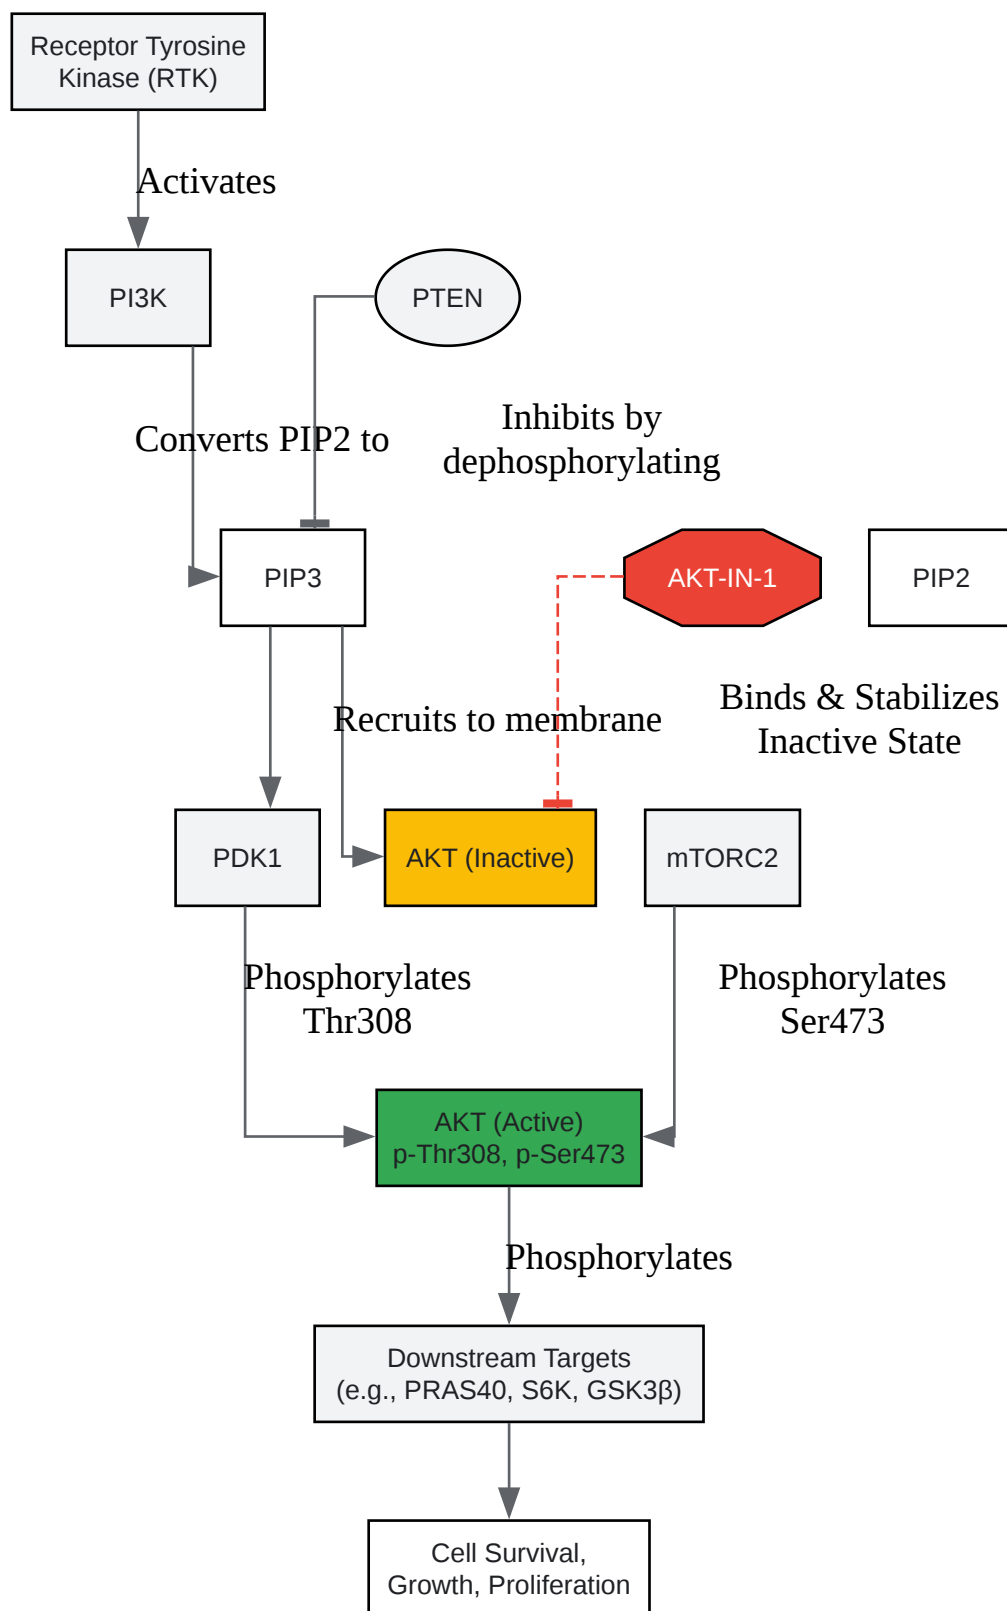 Receptor Tyrosine
Kinase (RTK)
Activates
PI3K
PTEN
Converts PIP2 to
Inhibits by
dephosphorylating
PIP3
AKT-IN-1
PIP2
Recruits to membrane
Binds & Stabilizes
Inactive State
PDK1
AKT (Inactive)
mTORC2
Phosphorylates
Thr308
Phosphorylates
Ser473
AKT (Active)
p-Thr308, p-Ser473
Phosphorylates
Downstream Targets
(e.g., PRAS40, S6K, GSK3β)
Cell Survival,
Growth, Proliferation